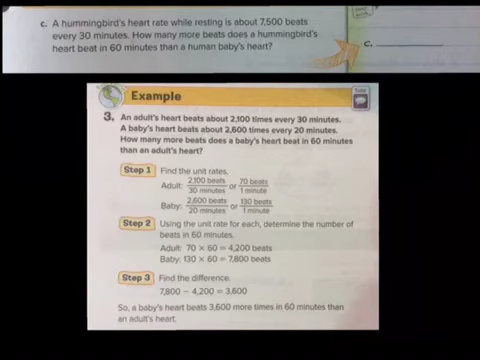 c. A hummingbird's heart rate while resting is about 7,500 beats
every 30 minutes. How many more beats does a hummingbird's
heart beat in 60 minutes than a human baby's heart?
c.
Example
3. An adult's heart beats about 2,100 times every 30 minutes.
A baby's heart beats about 2,600 times every 20 minutes.
How many more beats does a baby's heart beat in 60 minutes
than an adult's heart?
Step 1 Find the unit rates.
Adult: 2,100 beats/30 minutes or 70 beats/1 minute
Baby: 2,600 beats/20 minutes or 130 beats/1 minute
Step 2 Using the unit rate for each, determine the number of
beats in 60 minutes.
Adult: 70 × 60 = 4,200 beats
Baby: 130 × 60 = 7,800 beats
Step 3 Find the difference.
7,800 − 4,200 = 3,600
So, a baby's heart beats 3,600 more times in 60 minutes than
an adult's heart.